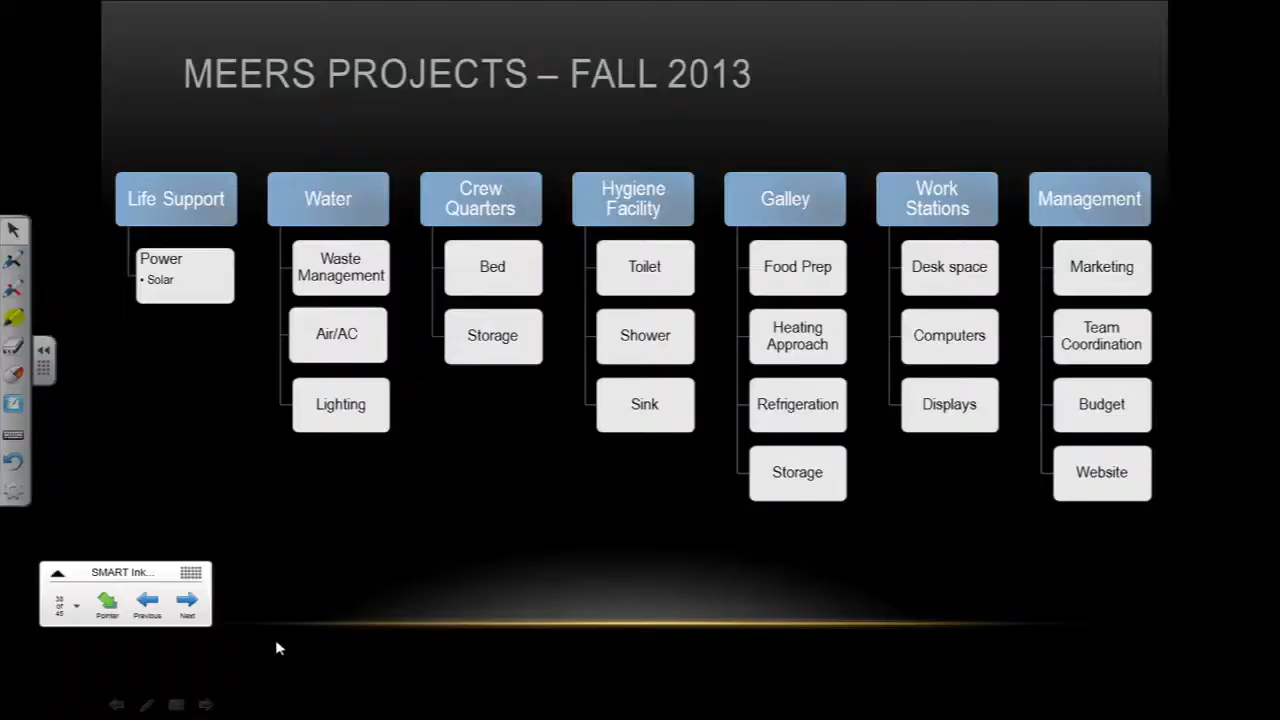 MEERS PROJECTS – FALL 2013
Life Support
Power
• Solar
Water
Waste
Management
Air/AC
Lighting
Crew
Quarters
Bed
Storage
Hygiene
Facility
Toilet
Shower
Sink
Galley
Food Prep
Heating
Approach
Refrigeration
Storage
Work
Stations
Desk space
Computers
Displays
Management
Marketing
Team
Coordination
Budget
Website
SMART Ink...
of
45
Pointer
Previous
Next